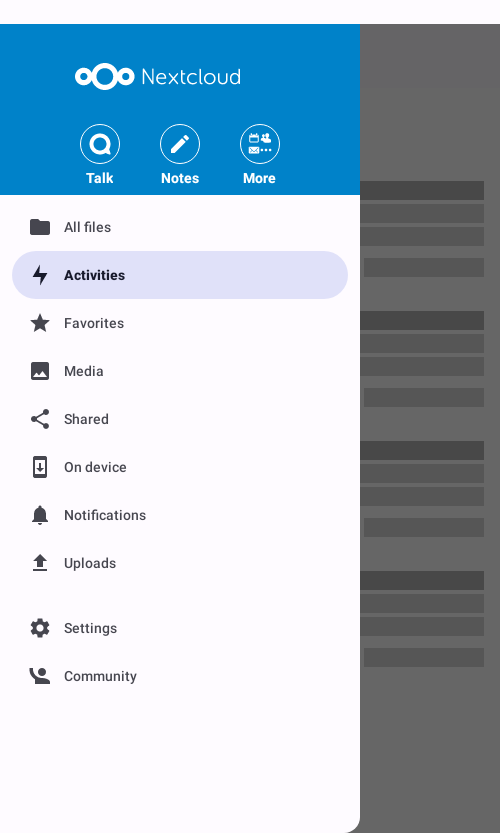 Nextcloud
Talk Notes More
All files
Activities
Favorites
Media
Shared
On device
Notifications
Uploads
Settings
Community